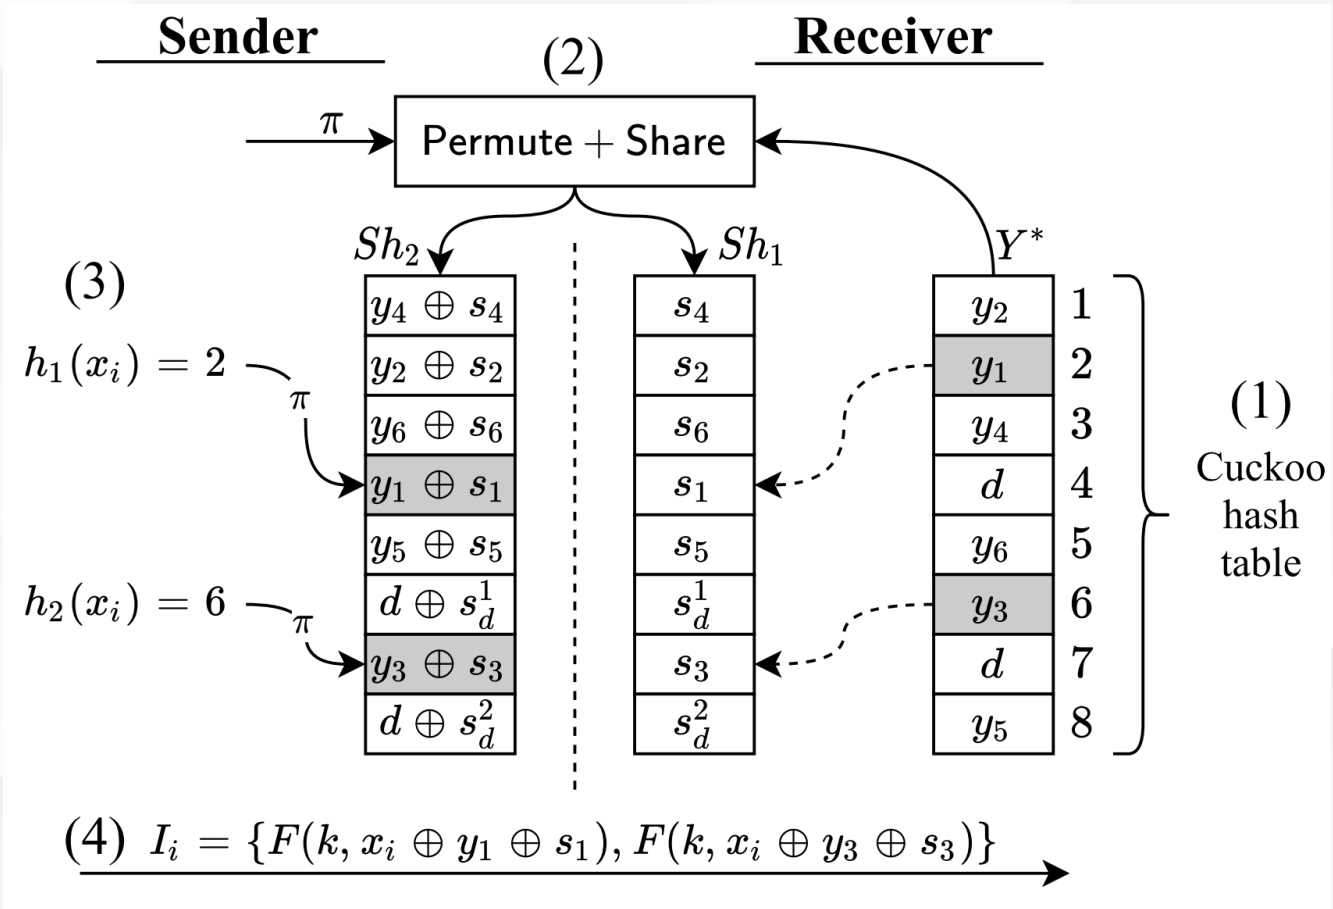 Sender
(2)
Receiver
π
Permute + Share
Sh₂
Sh₁
Y*
(3)
h₁(xᵢ) = 2
π
h₂(xᵢ) = 6
π
y₄ ⊕ s₄
y₂ ⊕ s₂
y₆ ⊕ s₆
y₁ ⊕ s₁
y₅ ⊕ s₅
d ⊕ s_d^1
y₃ ⊕ s₃
d ⊕ s_d^2
s₄
s₂
s₆
s₁
s₅
s_d^1
s₃
s_d^2
y₂ 1
y₁ 2
y₄ 3
d 4
y₆ 5
y₃ 6
d 7
y₅ 8
(1)
Cuckoo
hash
table
(4) Iᵢ = {F(k, xᵢ ⊕ y₁ ⊕ s₁), F(k, xᵢ ⊕ y₃ ⊕ s₃)}